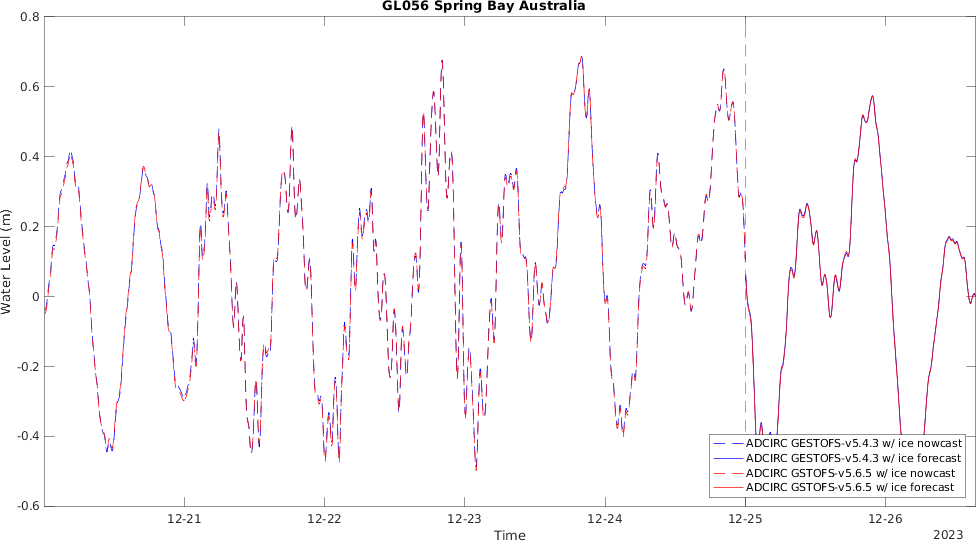 GL056 Spring Bay Australia
Water Level (m)
0.8
0.6
0.4
0.2
0
-0.2
-0.4
-0.6
12-21
12-22
12-23
12-24
12-25
12-26
Time
2023
ADCIRC GESTOFS-v5.4.3 w/ ice nowcast
ADCIRC GESTOFS-v5.4.3 w/ ice forecast
ADCIRC GSTOFS-v5.6.5 w/ ice nowcast
ADCIRC GSTOFS-v5.6.5 w/ ice forecast